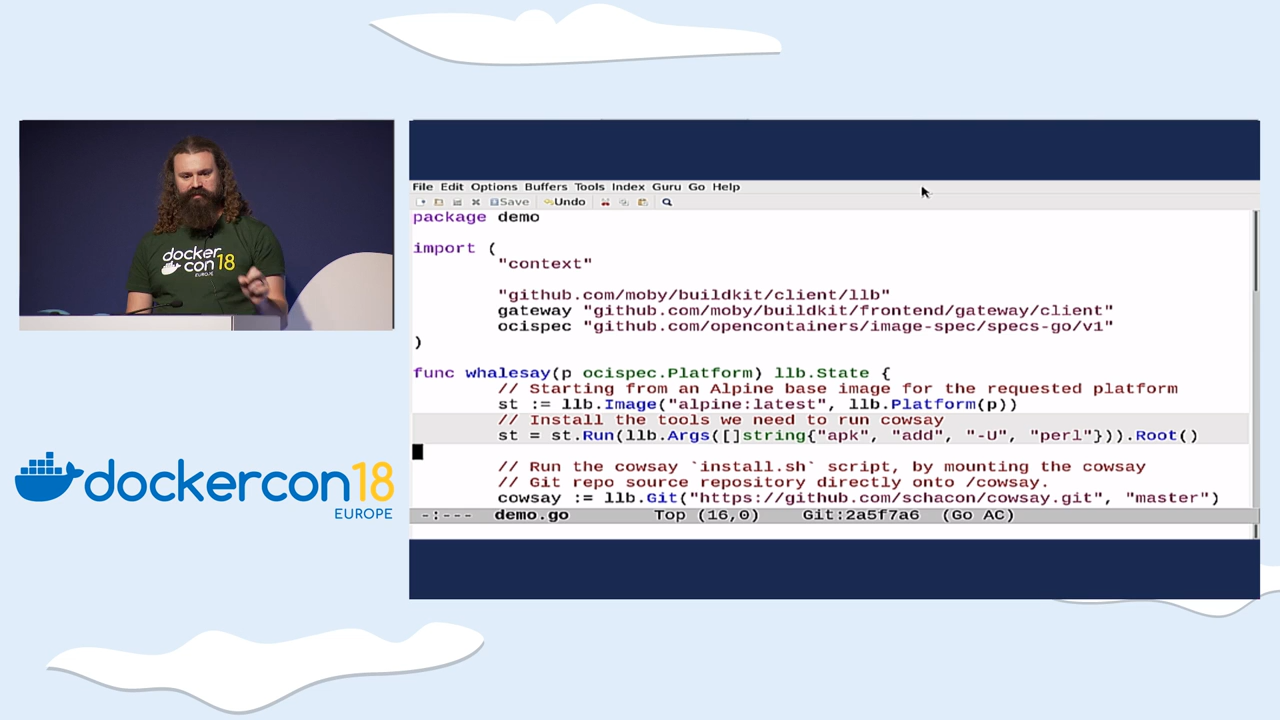 docker
con 18
EUROPE
dockercon18
EUROPE
File Edit Options Buffers Tools Index Guru Go Help
Save Undo
package demo
import (
"context"
"github.com/moby/buildkit/client/llb"
gateway "github.com/moby/buildkit/frontend/gateway/client"
ocispec "github.com/opencontainers/image-spec/specs-go/v1"
)
func whalesay(p ocispec.Platform) llb.State {
// Starting from an Alpine base image for the requested platform
st := llb.Image("alpine:latest", llb.Platform(p))
// Install the tools we need to run cowsay
st = st.Run(llb.Args([]string{"apk", "add", "-U", "perl"})).Root()
// Run the cowsay `install.sh` script, by mounting the cowsay
// Git repo source repository directly onto /cowsay.
cowsay := llb.Git("https://github.com/schacon/cowsay.git", "master")
-:--- demo.go Top (16,0) Git:2a5f7a6 (Go AC)